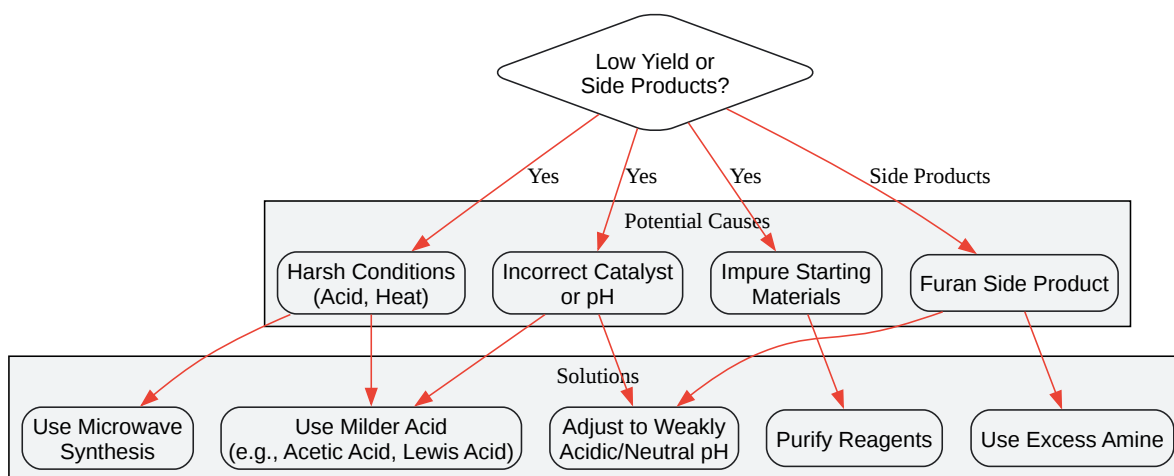 Low Yield or
Side Products?
Yes
Yes
Yes
Side Products
Potential Causes
Harsh Conditions
(Acid, Heat)
Incorrect Catalyst
or pH
Impure Starting
Materials
Furan Side Product
Solutions
Use Microwave
Synthesis
Use Milder Acid
(e.g., Acetic Acid, Lewis Acid)
Adjust to Weakly
Acidic/Neutral pH
Purify Reagents
Use Excess Amine